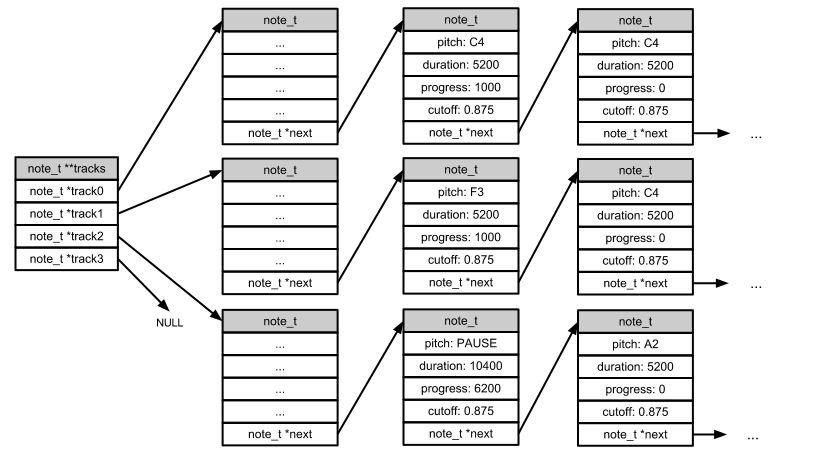 note_t **tracks
note_t *track0
note_t *track1
note_t *track2
note_t *track3
NULL
note_t
...
...
...
...
note_t *next
note_t
pitch: C4
duration: 5200
progress: 1000
cutoff: 0.875
note_t *next
note_t
pitch: C4
duration: 5200
progress: 0
cutoff: 0.875
note_t *next
...
note_t
...
...
...
...
note_t *next
note_t
pitch: F3
duration: 5200
progress: 1000
cutoff: 0.875
note_t *next
note_t
pitch: C4
duration: 5200
progress: 0
cutoff: 0.875
note_t *next
...
note_t
...
...
...
...
note_t *next
note_t
pitch: PAUSE
duration: 10400
progress: 6200
cutoff: 0.875
note_t *next
note_t
pitch: A2
duration: 5200
progress: 0
cutoff: 0.875
note_t *next
...